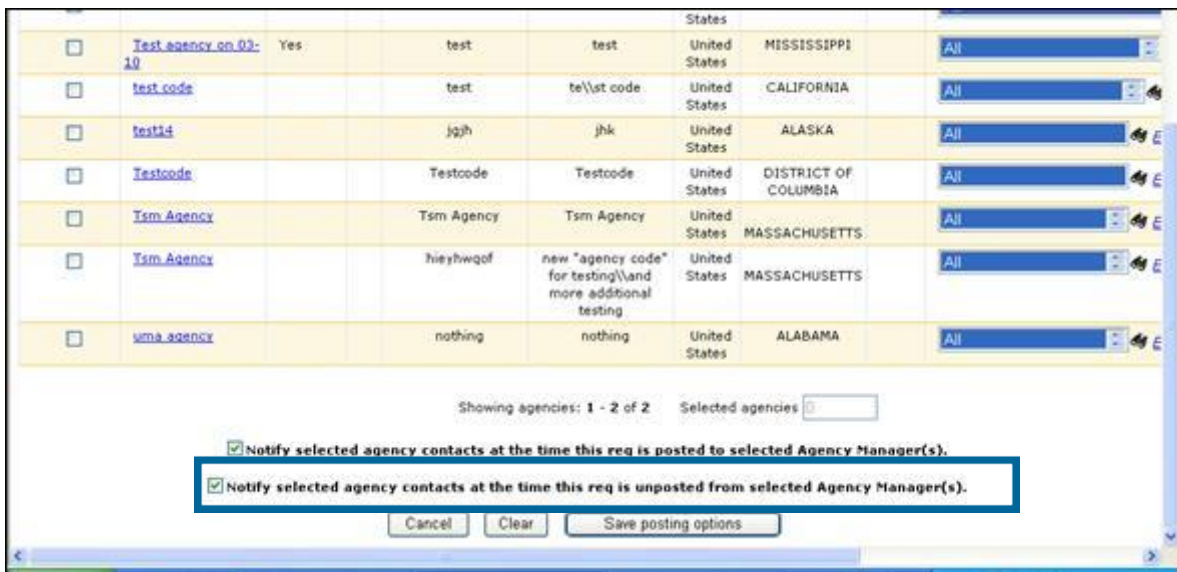 States
Test agency on 03-10 Yes test test United States MISSISSIPPI All
test code test te\\st code United States CALIFORNIA All
test14 jgjh jhk United States ALASKA All E
Testcode Testcode Testcode United States DISTRICT OF COLUMBIA All E
Tsm Agency Tsm Agency Tsm Agency United States MASSACHUSETTS All E
Tsm Agency hieyhwqof new "agency code" for testing\\and more additional testing United States MASSACHUSETTS All E
uma agency nothing nothing United States ALABAMA All E
Showing agencies: 1 - 2 of 2 Selected agencies 0
Notify selected agency contacts at the time this req is posted to selected Agency Manager(s).
Notify selected agency contacts at the time this req is unposted from selected Agency Manager(s).
Cancel Clear Save posting options